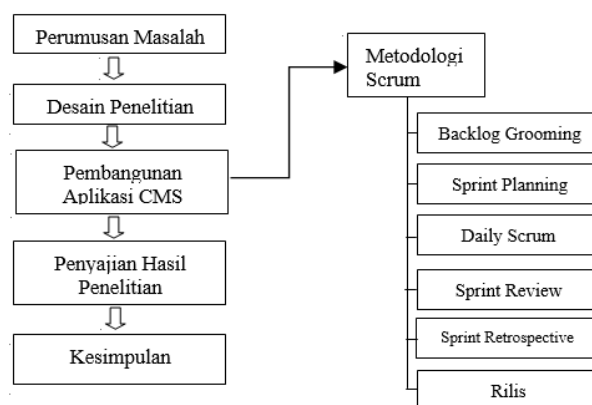 Perumusan Masalah
Desain Penelitian
Pembangunan
Aplikasi CMS
Penyajian Hasil
Penelitian
Kesimpulan
Metodologi
Scrum
Backlog Grooming
Sprint Planning
Daily Scrum
Sprint Review
Sprint Retrospective
Rilis